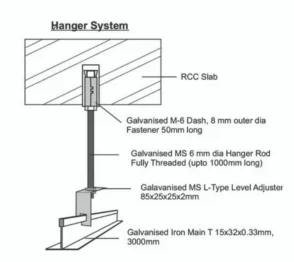 Hanger System
RCC Slab
Galvanised M-6 Dash, 8 mm outer dia
Fastener 50mm long
Galvanised MS 6 mm dia Hanger Rod
Fully Threaded (upto 1000mm long)
Galavanised MS L-Type Level Adjuster
85x25x25x2mm
Galvanised Iron Main T 15x32x0.33mm,
3000mm